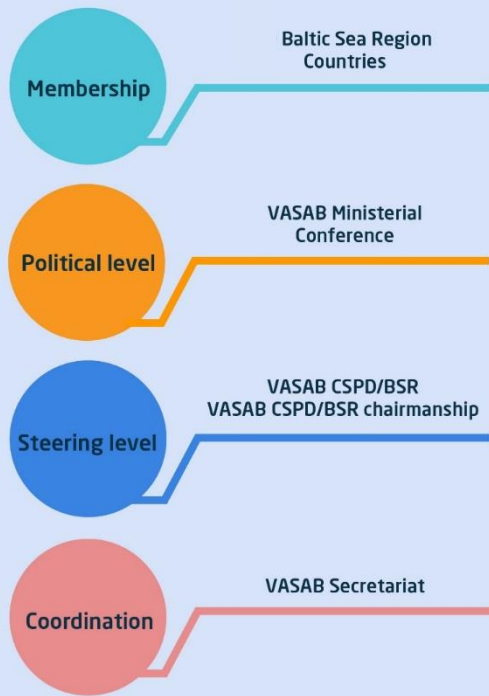 Membership
Baltic Sea Region
Countries
Political level
VASAB Ministerial
Conference
Steering level
VASAB CSPD/BSR
VASAB CSPD/BSR chairmanship
Coordination
VASAB Secretariat